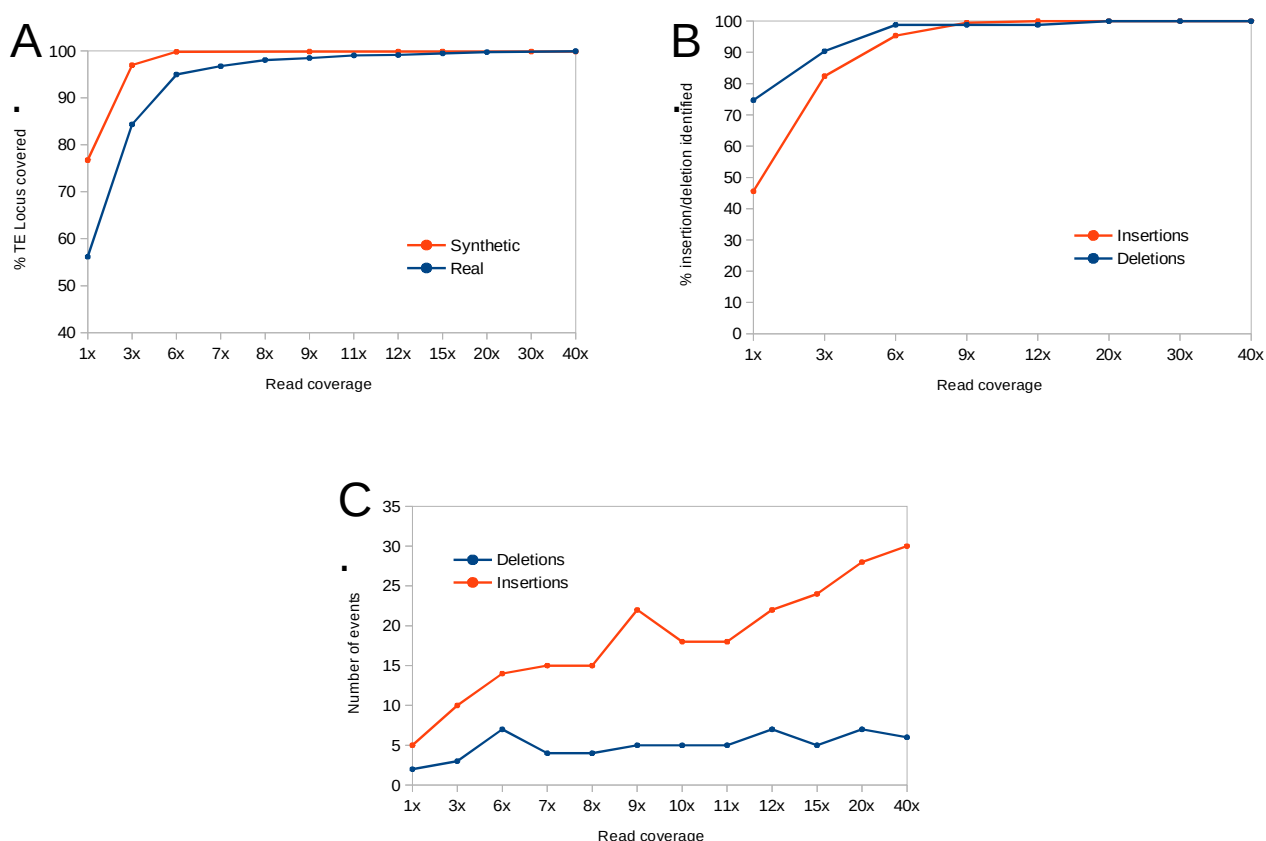 A
.
100
90
80
70
60
50
40
% TE Locus covered
Synthetic
Real
1x 3x 6x 7x 8x 9x 11x 12x 15x 20x 30x 40x
Read coverage
B
.
100
90
80
70
60
50
40
30
20
10
0
% insertion/deletion identified
Insertions
Deletions
1x 3x 6x 9x 12x 20x 30x 40x
Read coverage
C
.
35
30
25
20
15
10
5
0
Number of events
Deletions
Insertions
1x 3x 6x 7x 8x 9x 10x 11x 12x 15x 20x 40x
Read coverage